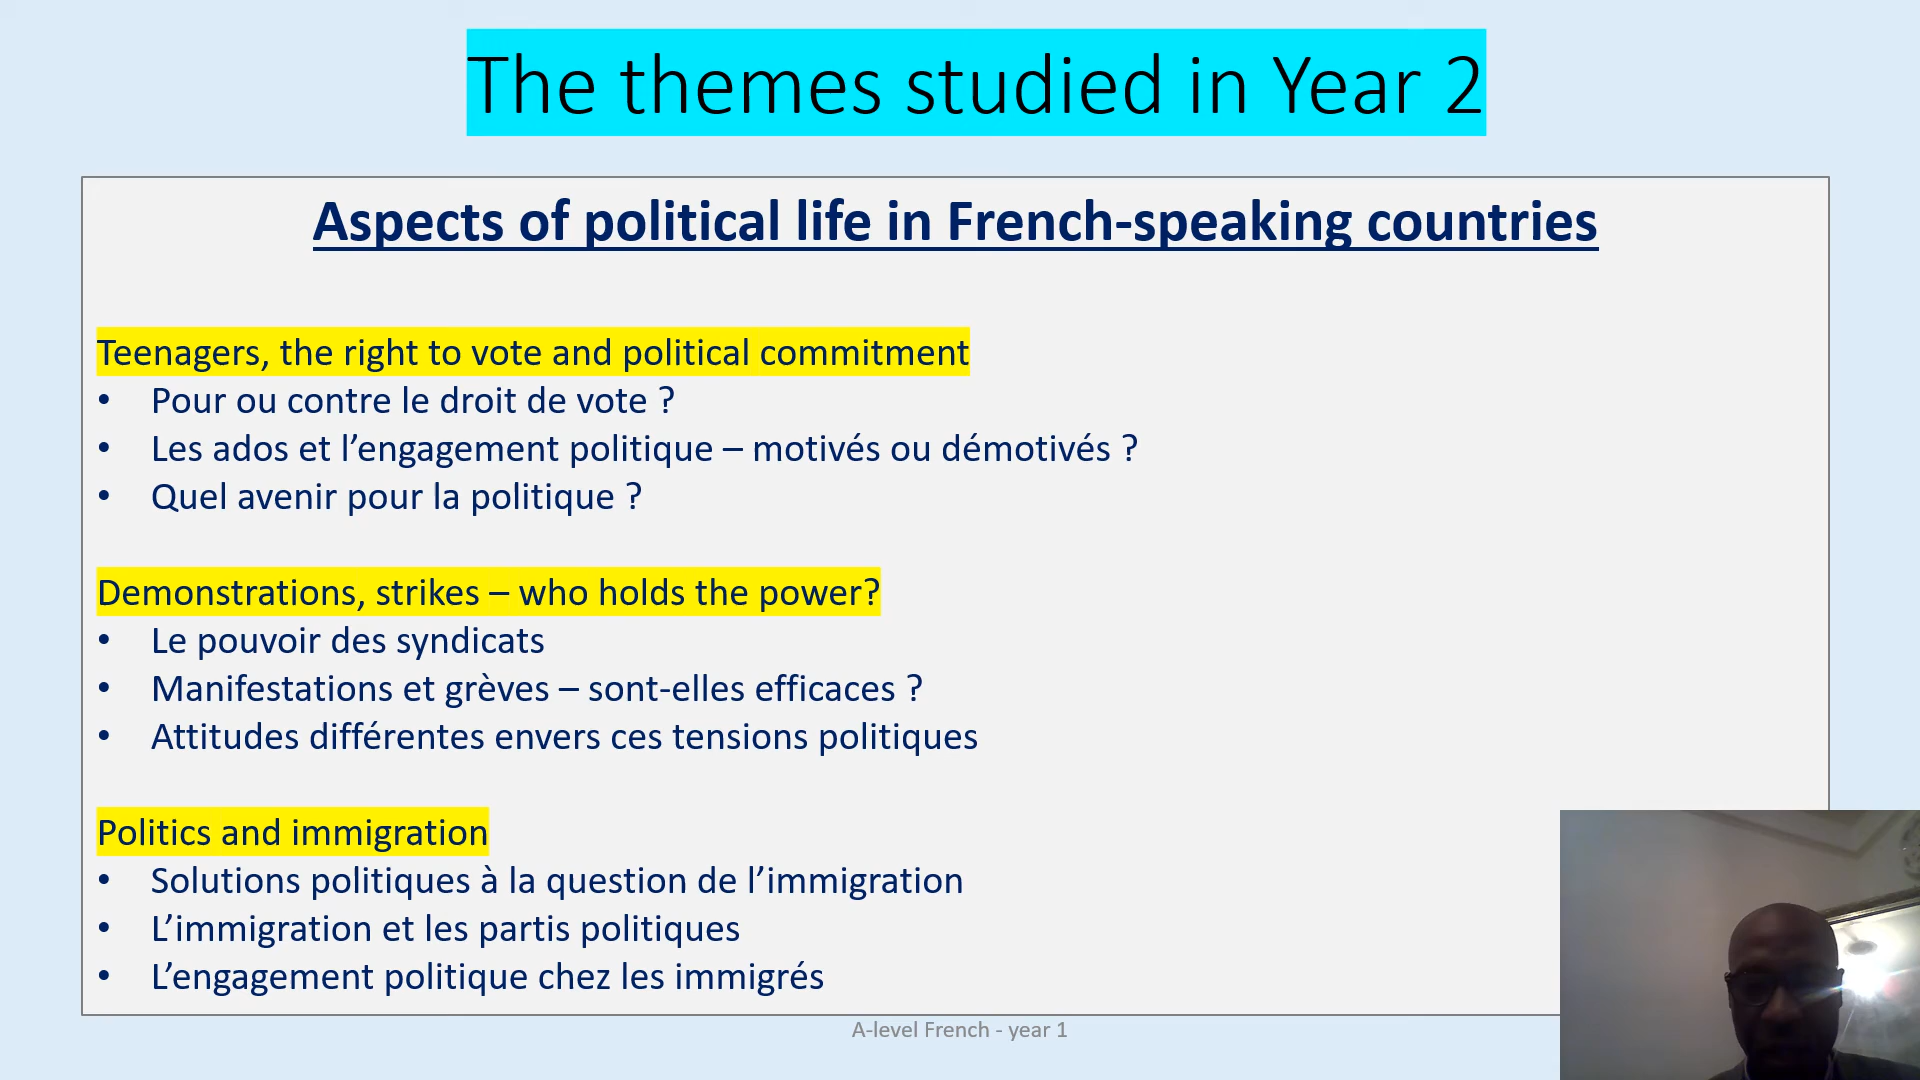 The themes studied in Year 2
Aspects of political life in French-speaking countries
Teenagers, the right to vote and political commitment
• Pour ou contre le droit de vote ?
• Les ados et l’engagement politique – motivés ou démotivés ?
• Quel avenir pour la politique ?
Demonstrations, strikes – who holds the power?
• Le pouvoir des syndicats
• Manifestations et grèves – sont-elles efficaces ?
• Attitudes différentes envers ces tensions politiques
Politics and immigration
• Solutions politiques à la question de l’immigration
• L’immigration et les partis politiques
• L’engagement politique chez les immigrés
A-level French - year 1